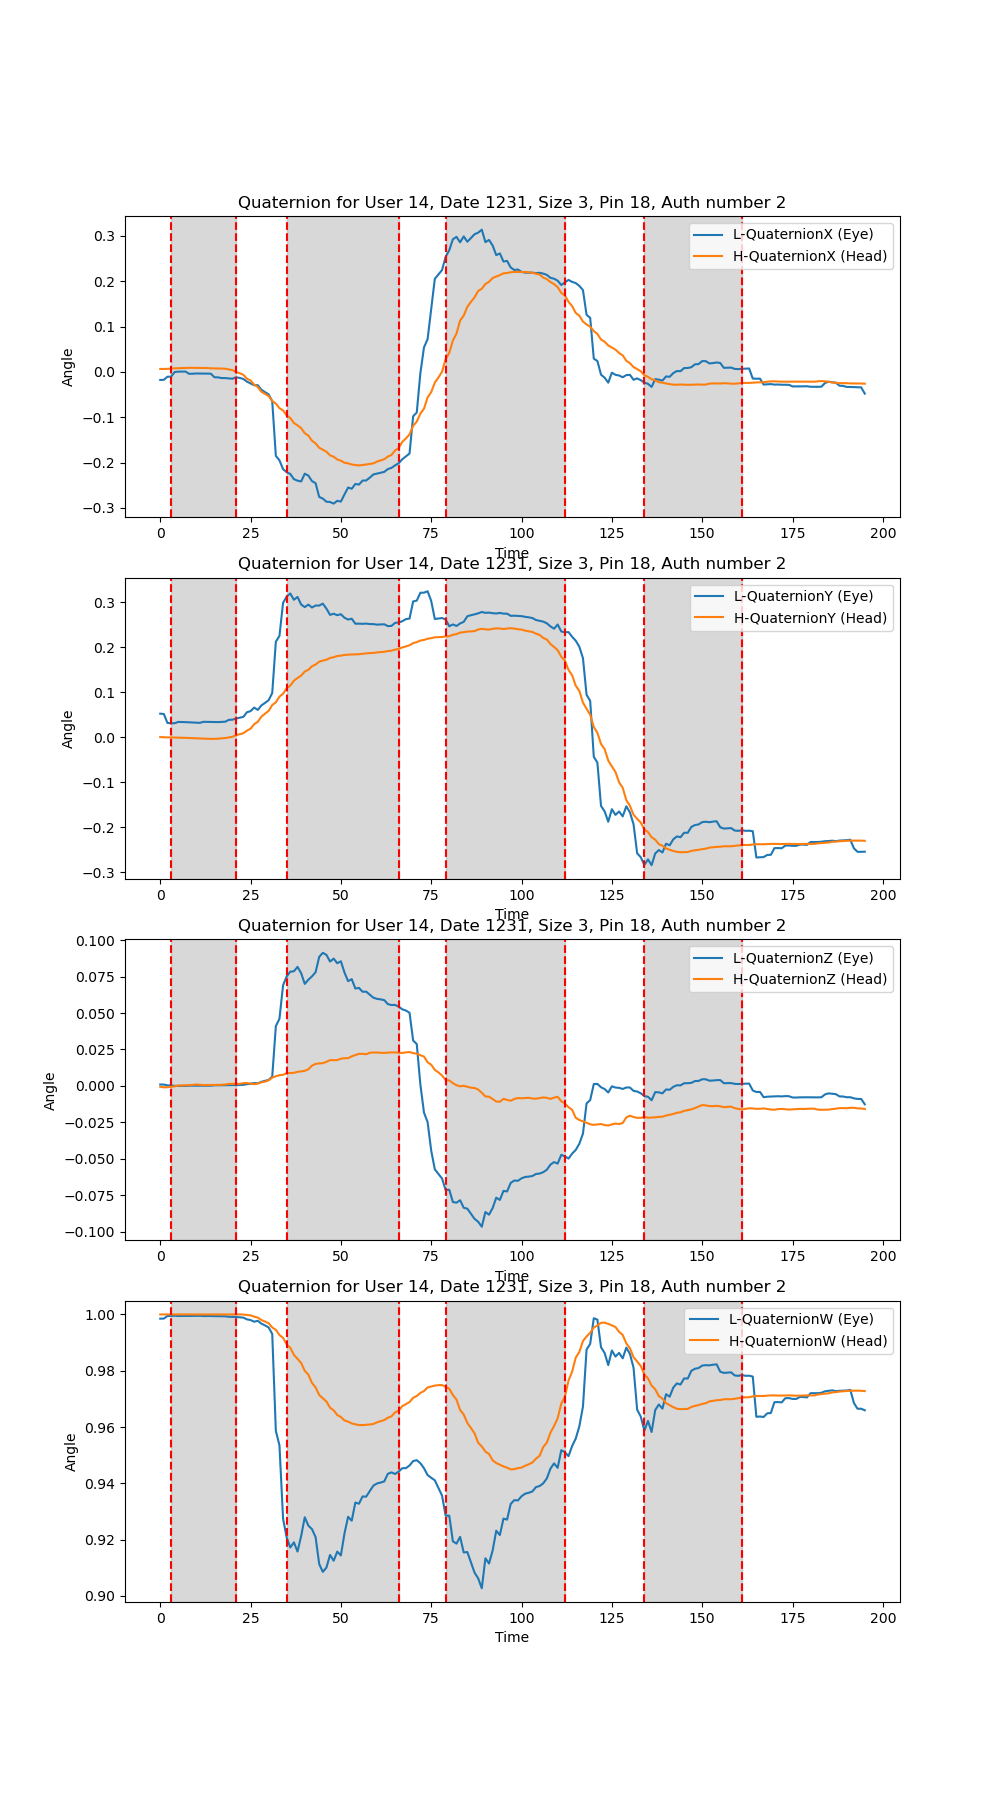 Quaternion for User 14, Date 1231, Size 3, Pin 18, Auth number 2
L-QuaternionX (Eye)
H-QuaternionX (Head)
Angle
0.3
0.2
0.1
0.0
−0.1
−0.2
−0.3
0 25 50 75 100 125 150 175 200
Time
Quaternion for User 14, Date 1231, Size 3, Pin 18, Auth number 2
L-QuaternionY (Eye)
H-QuaternionY (Head)
Angle
0.3
0.2
0.1
0.0
−0.1
−0.2
−0.3
0 25 50 75 100 125 150 175 200
Time
Quaternion for User 14, Date 1231, Size 3, Pin 18, Auth number 2
L-QuaternionZ (Eye)
H-QuaternionZ (Head)
Angle
0.100
0.075
0.050
0.025
0.000
−0.025
−0.050
−0.075
−0.100
0 25 50 75 100 125 150 175 200
Time
Quaternion for User 14, Date 1231, Size 3, Pin 18, Auth number 2
L-QuaternionW (Eye)
H-QuaternionW (Head)
Angle
1.00
0.98
0.96
0.94
0.92
0.90
0 25 50 75 100 125 150 175 200
Time